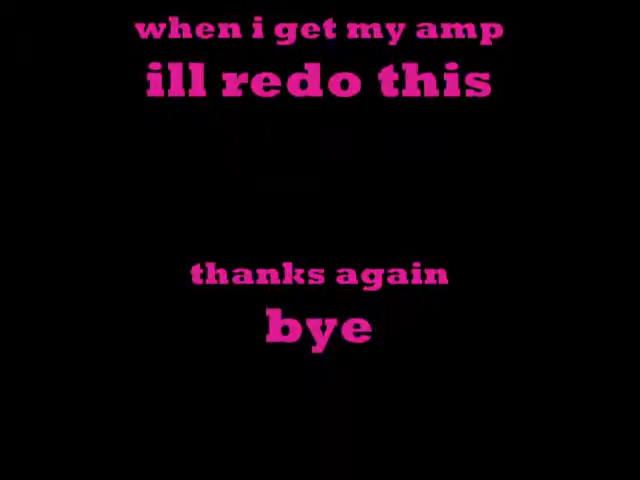 when i get my amp
ill redo this
thanks again
bye